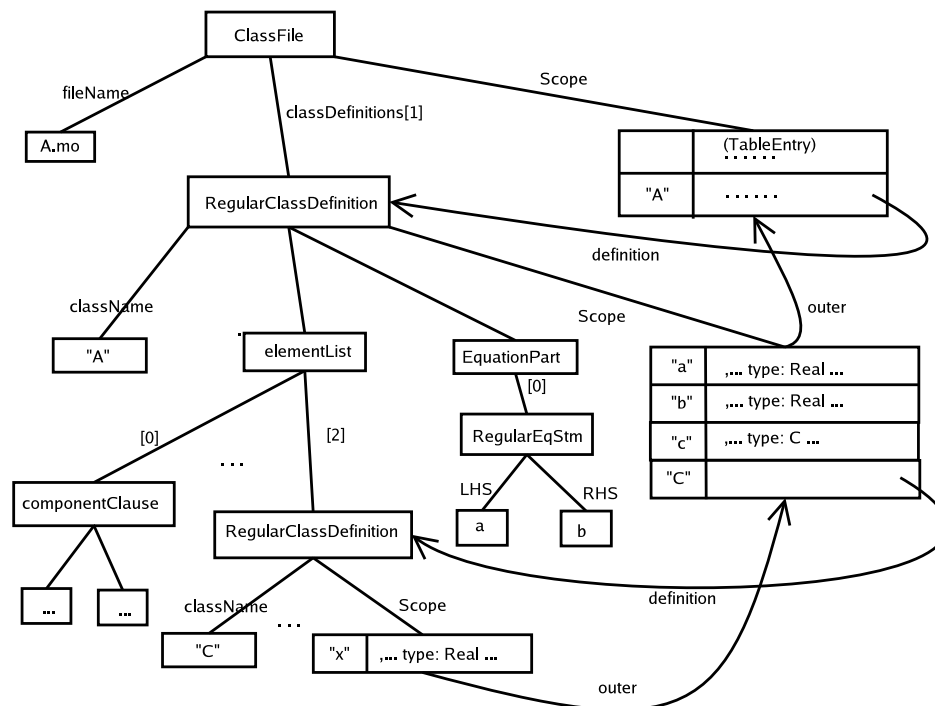 ClassFile
Scope
fileName
classDefinitions[1]
A.mo
(TableEntry)
......
"A" ......
RegularClassDefinition
definition
className
Scope
outer
"A"
elementList
EquationPart
"a" ,... type: Real ...
"b" ,... type: Real ...
"c" ,... type: C ...
"C"
[0]
[0]
[2]
...
RegularEqStm
componentClause
LHS
RHS
a
b
RegularClassDefinition
... ...
className
...
Scope
definition
"C"
"x" ,... type: Real ...
outer